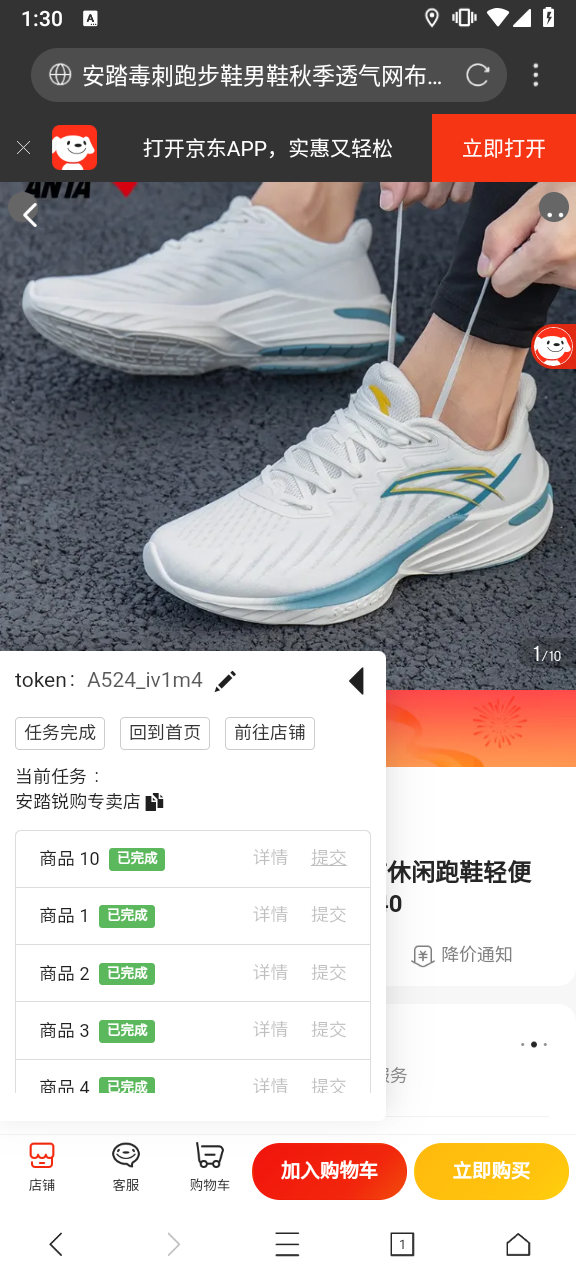 1:30
A
安踏毒刺跑步鞋男鞋秋季透气网布...
打开京东APP，实惠又轻松
立即打开
ANTA
1/10
token： A524_iv1m4
任务完成 回到首页 前往店铺
当前任务：
安踏锐购专卖店
商品 10 已完成 详情 提交
商品 1 已完成 详情 提交
商品 2 已完成 详情 提交
商品 3 已完成 详情 提交
商品 4 已完成 详情 提交
休闲跑鞋轻便
40
降价通知
服务
店铺
客服
购物车
加入购物车
立即购买
1